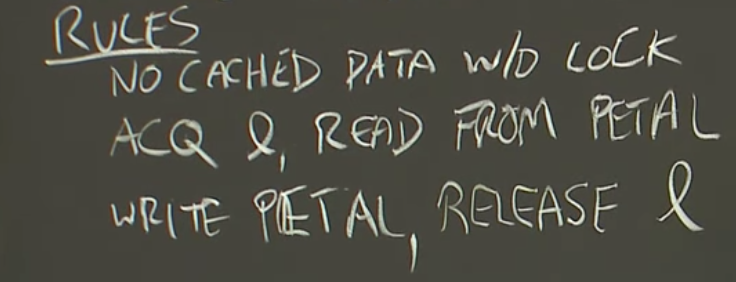 RULES
NO CACHED DATA W/O LOCK
ACQ l, READ FROM PETAL
WRITE PETAL, RELEASE l